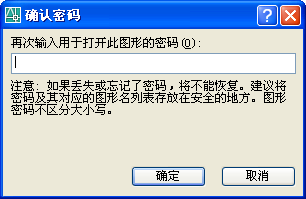 确认密码
再次输入用于打开此图形的密码(O):
注意: 如果丢失或忘记了密码，将不能恢复。建议将
密码及其对应的图形名列表存放在安全的地方。图形
密码不区分大小写。
确定
取消